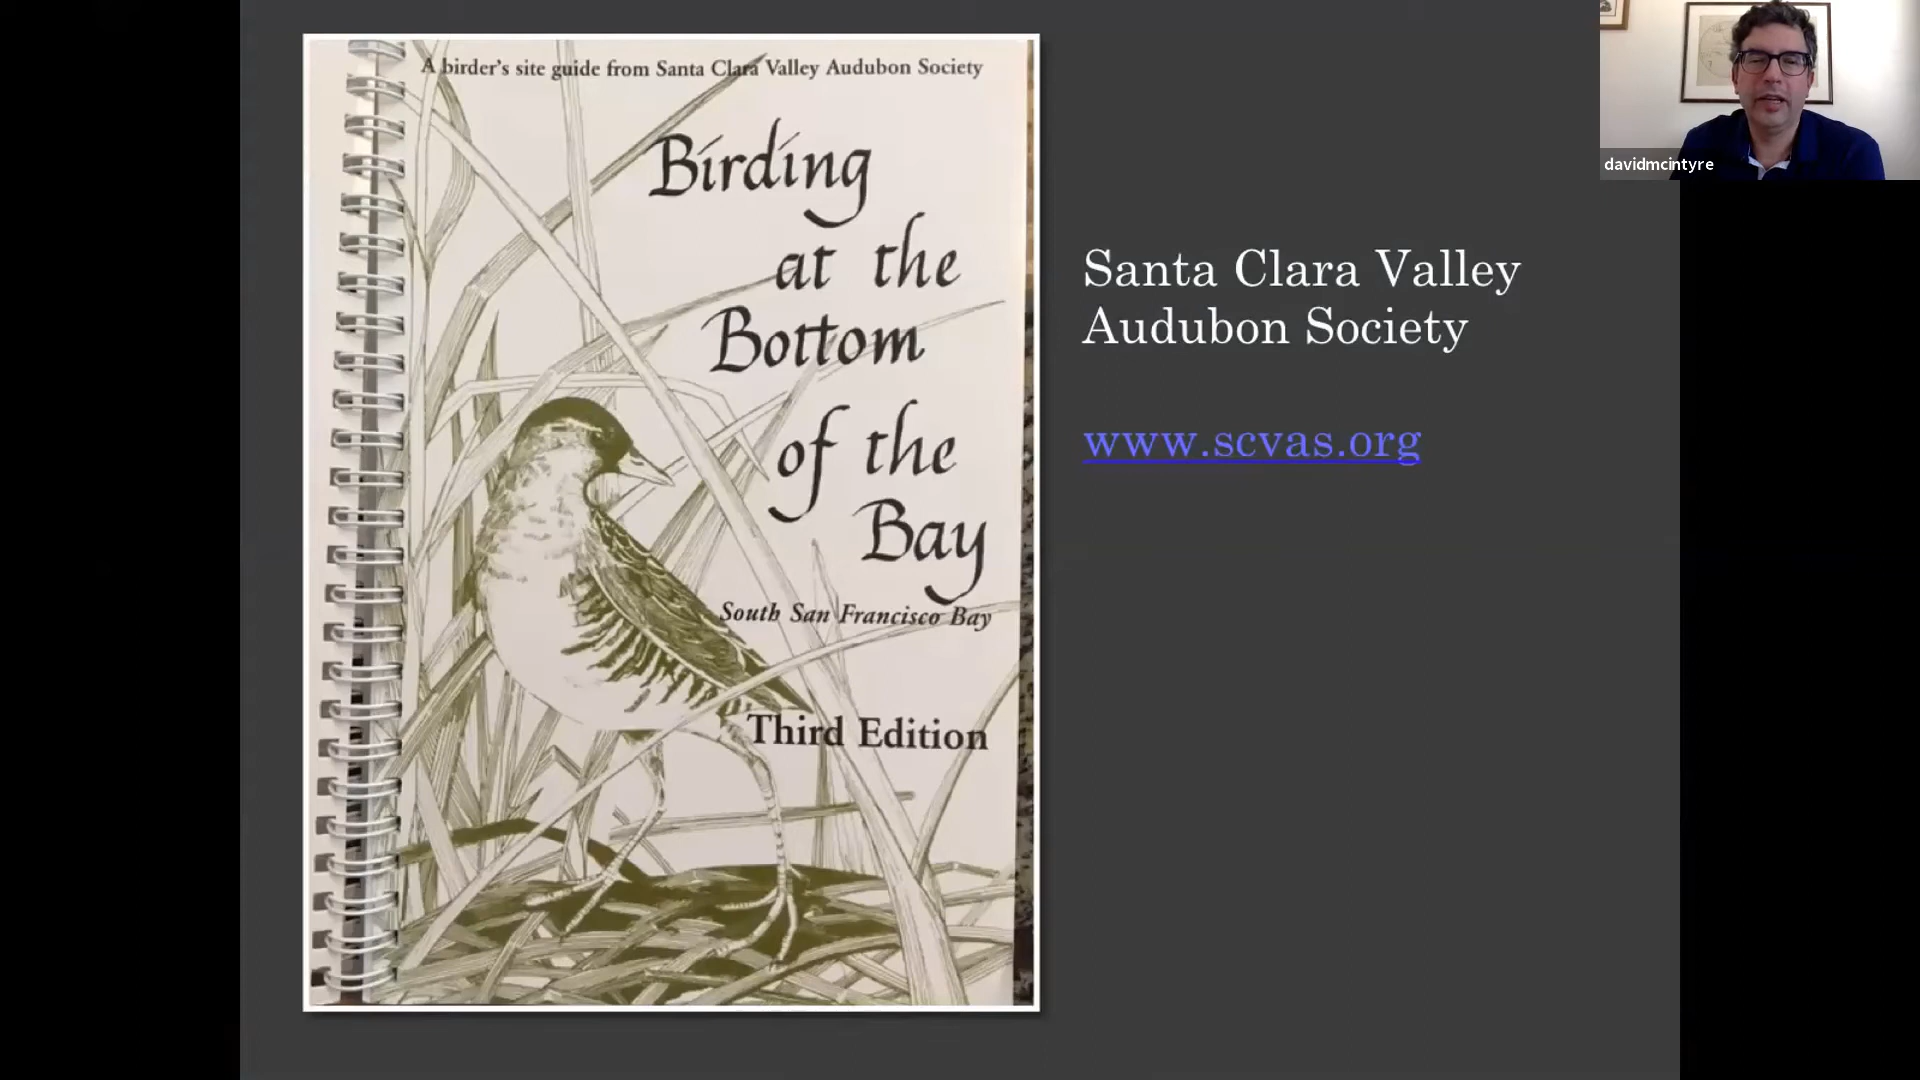 A birder's site guide from Santa Clara Valley Audubon Society
Birding
at the
Bottom
of the
Bay
South San Francisco Bay
Third Edition
Santa Clara Valley
Audubon Society
www.scvas.org
davidmcintyre